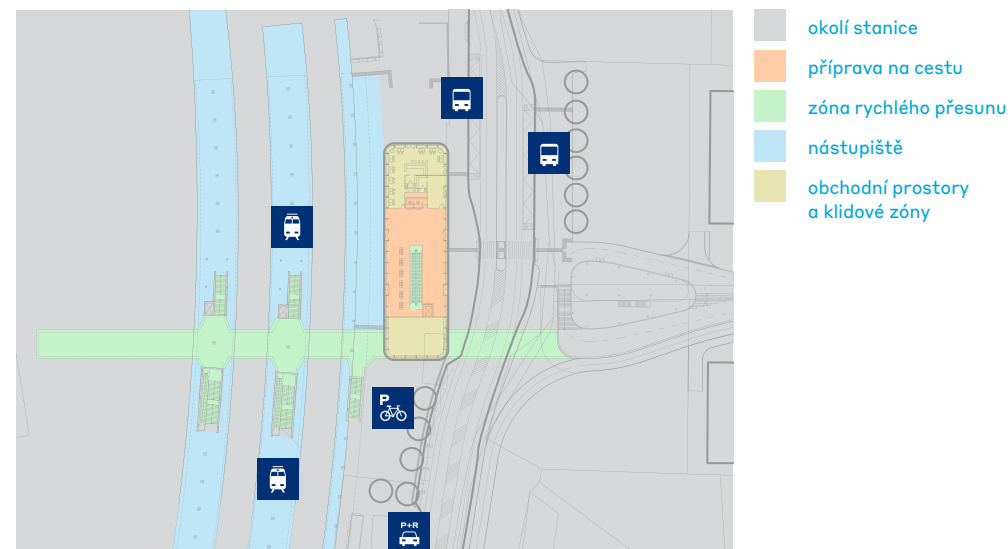 okolí stanice
příprava na cestu
zóna rychlého přesunu
nástupiště
obchodní prostory
a klidové zóny
P
P+R